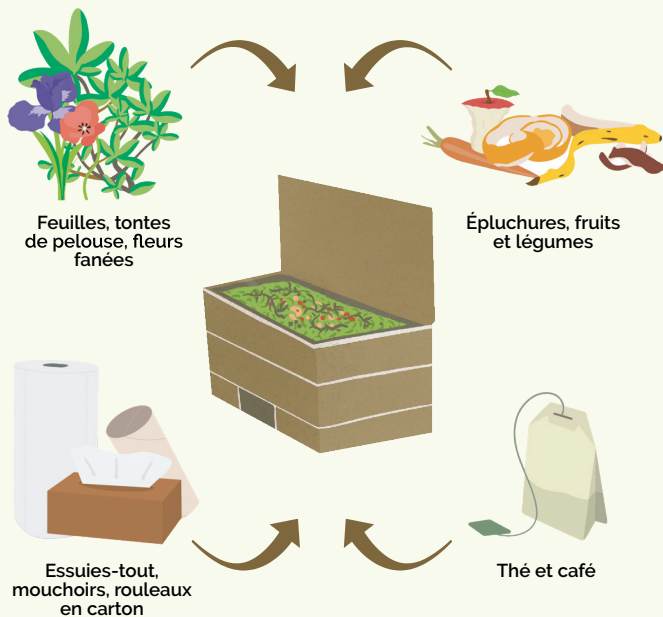 Feuilles, tontes
de pelouse, fleurs
fanées
Épluchures, fruits
et légumes
Essuies-tout,
mouchoirs, rouleaux
en carton
Thé et café